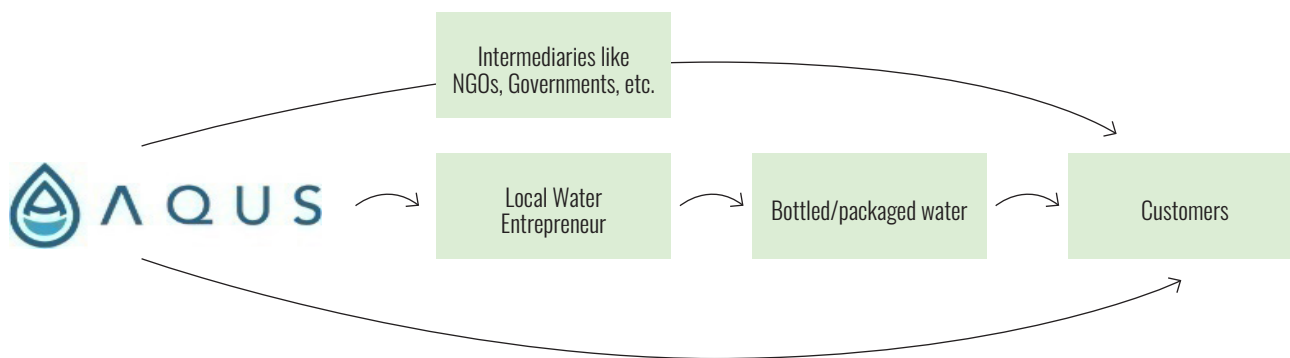 Intermediaries like
NGOs, Governments, etc.
AQUS
Local Water
Entrepreneur
Bottled/packaged water
Customers